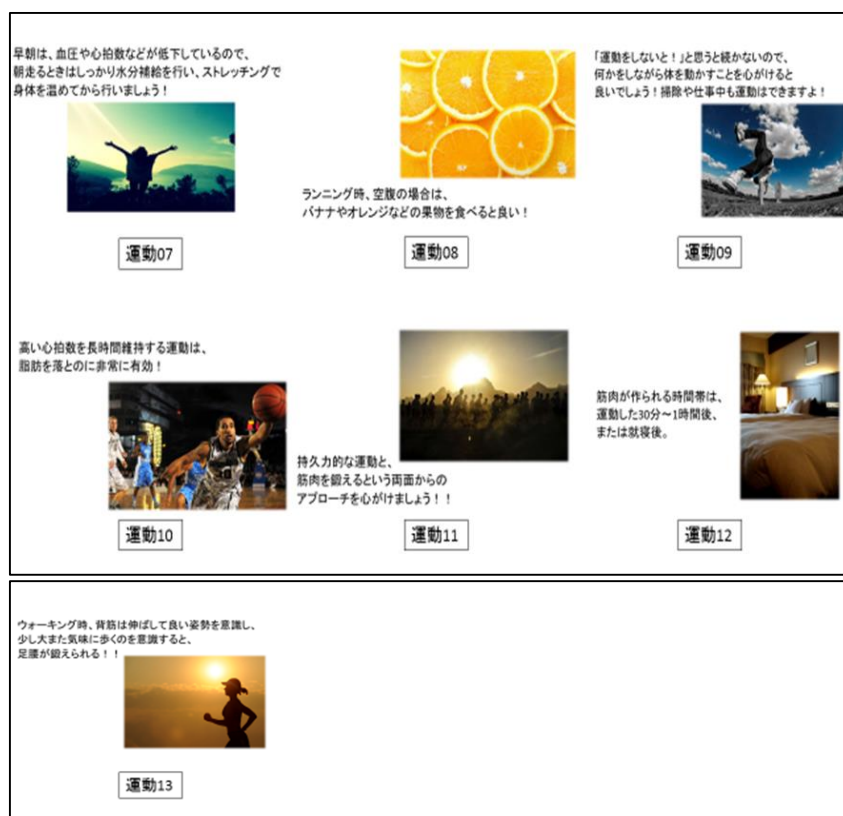 早朝は、血圧や心拍数などが低下しているので、
朝走るときはしっかり水分補給を行い、ストレッチングで
身体を温めてから行いましょう！
運動07
ランニング時、空腹の場合は、
バナナやオレンジなどの果物を食べると良い！
運動08
「運動をしないと！」と思うと続かないので、
何かをしながら体を動かすことを心がけると
良いでしょう！掃除や仕事中も運動はできますよ！
運動09
高い心拍数を長時間維持する運動は、
脂肪を落とのに非常に有効！
運動10
持久力的な運動と、
筋肉を鍛えるという両面からの
アプローチを心がけましょう！！
運動11
筋肉が作られる時間帯は、
運動した30分～1時間後、
または就寝後。
運動12
ウォーキング時、背筋は伸ばして良い姿勢を意識し、
少し大また気味に歩くのを意識すると、
足腰が鍛えられる！！
運動13